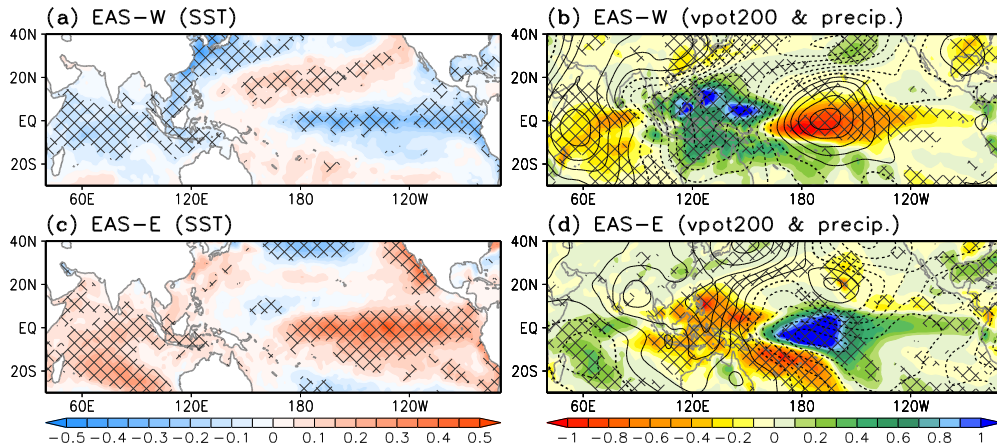 (a) EAS-W (SST)
(b) EAS-W (vpot200 & precip.)
40N
20N
EQ
20S
60E 120E 180 120W
40N
20N
EQ
20S
60E 120E 180 120W
(c) EAS-E (SST)
(d) EAS-E (vpot200 & precip.)
40N
20N
EQ
20S
60E 120E 180 120W
40N
20N
EQ
20S
60E 120E 180 120W
-0.5 -0.4 -0.3 -0.2 -0.1 0 0.1 0.2 0.3 0.4 0.5
-1 -0.8 -0.6 -0.4 -0.2 0 0.2 0.4 0.6 0.8 1